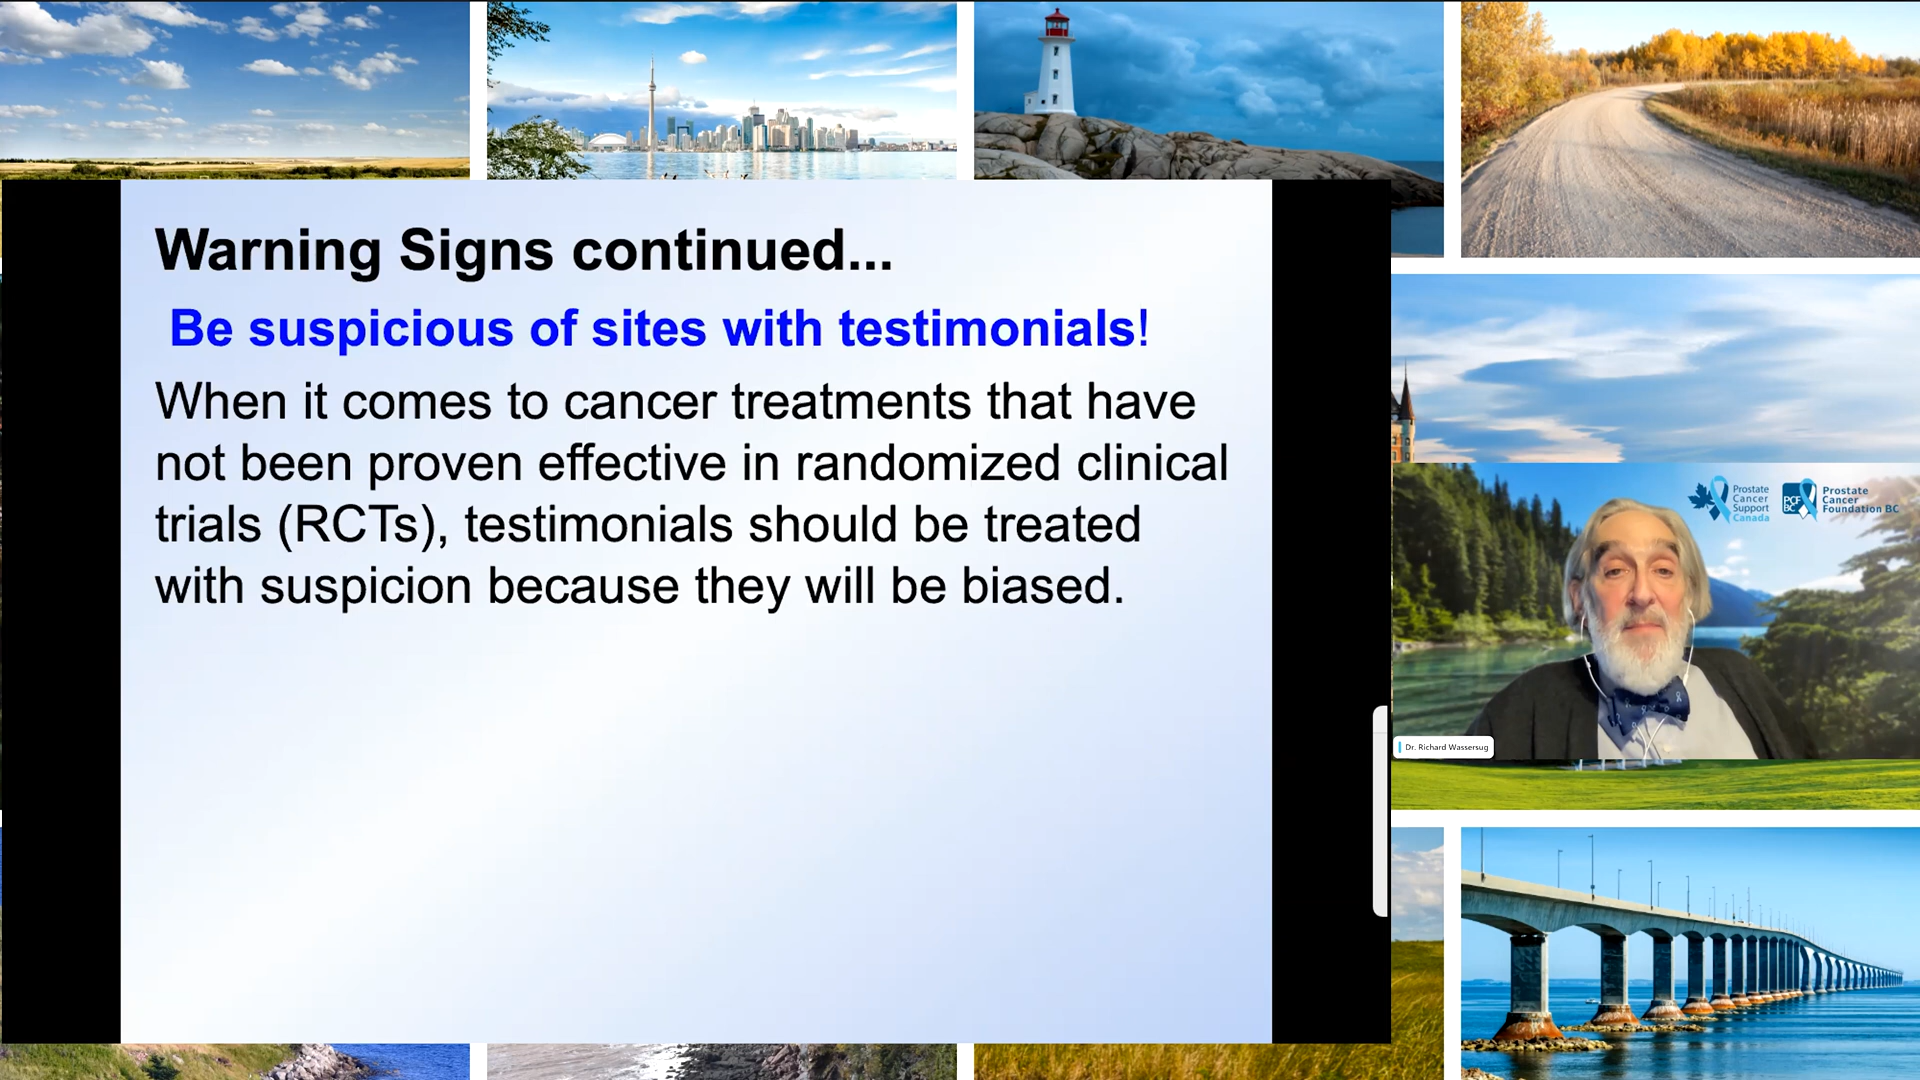 Warning Signs continued...
Be suspicious of sites with testimonials!
When it comes to cancer treatments that have
not been proven effective in randomized clinical
trials (RCTs), testimonials should be treated
with suspicion because they will be biased.
Prostate
Cancer
Support
Canada
PCF
BC
Prostate
Cancer
Foundation BC
Dr. Richard Wassersug